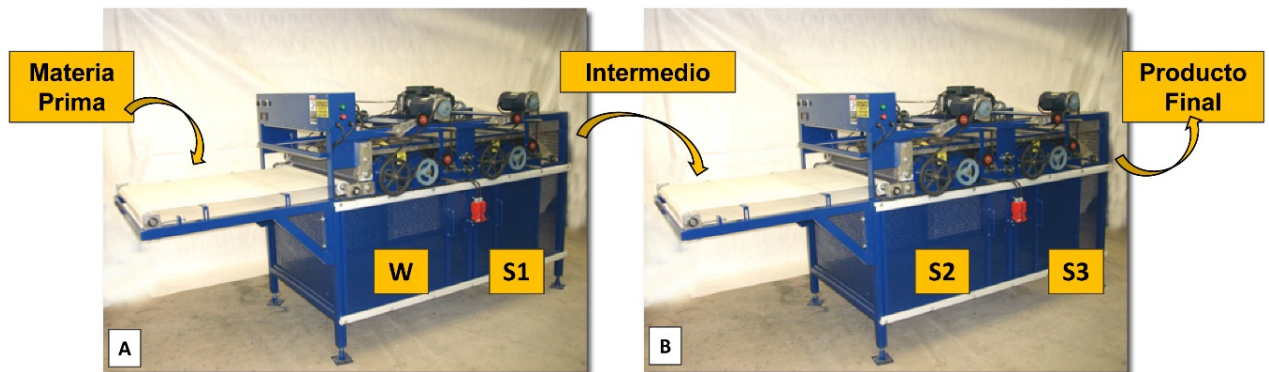 Materia
Prima
Intermedio
Producto
Final
W
S1
S2
S3
A
B